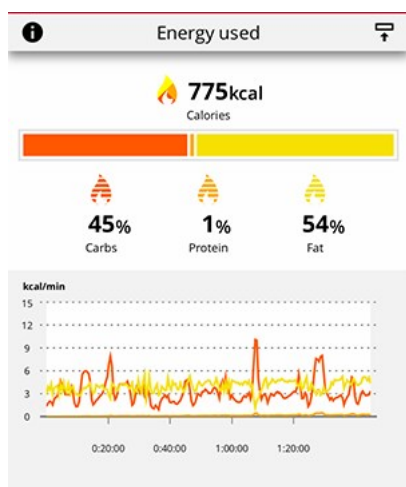 i Energy used
775kcal
Calories
45% 1% 54%
Carbs Protein Fat
kcal/min
15
12
9
6
3
0
0:20:00 0:40:00 1:00:00 1:20:00